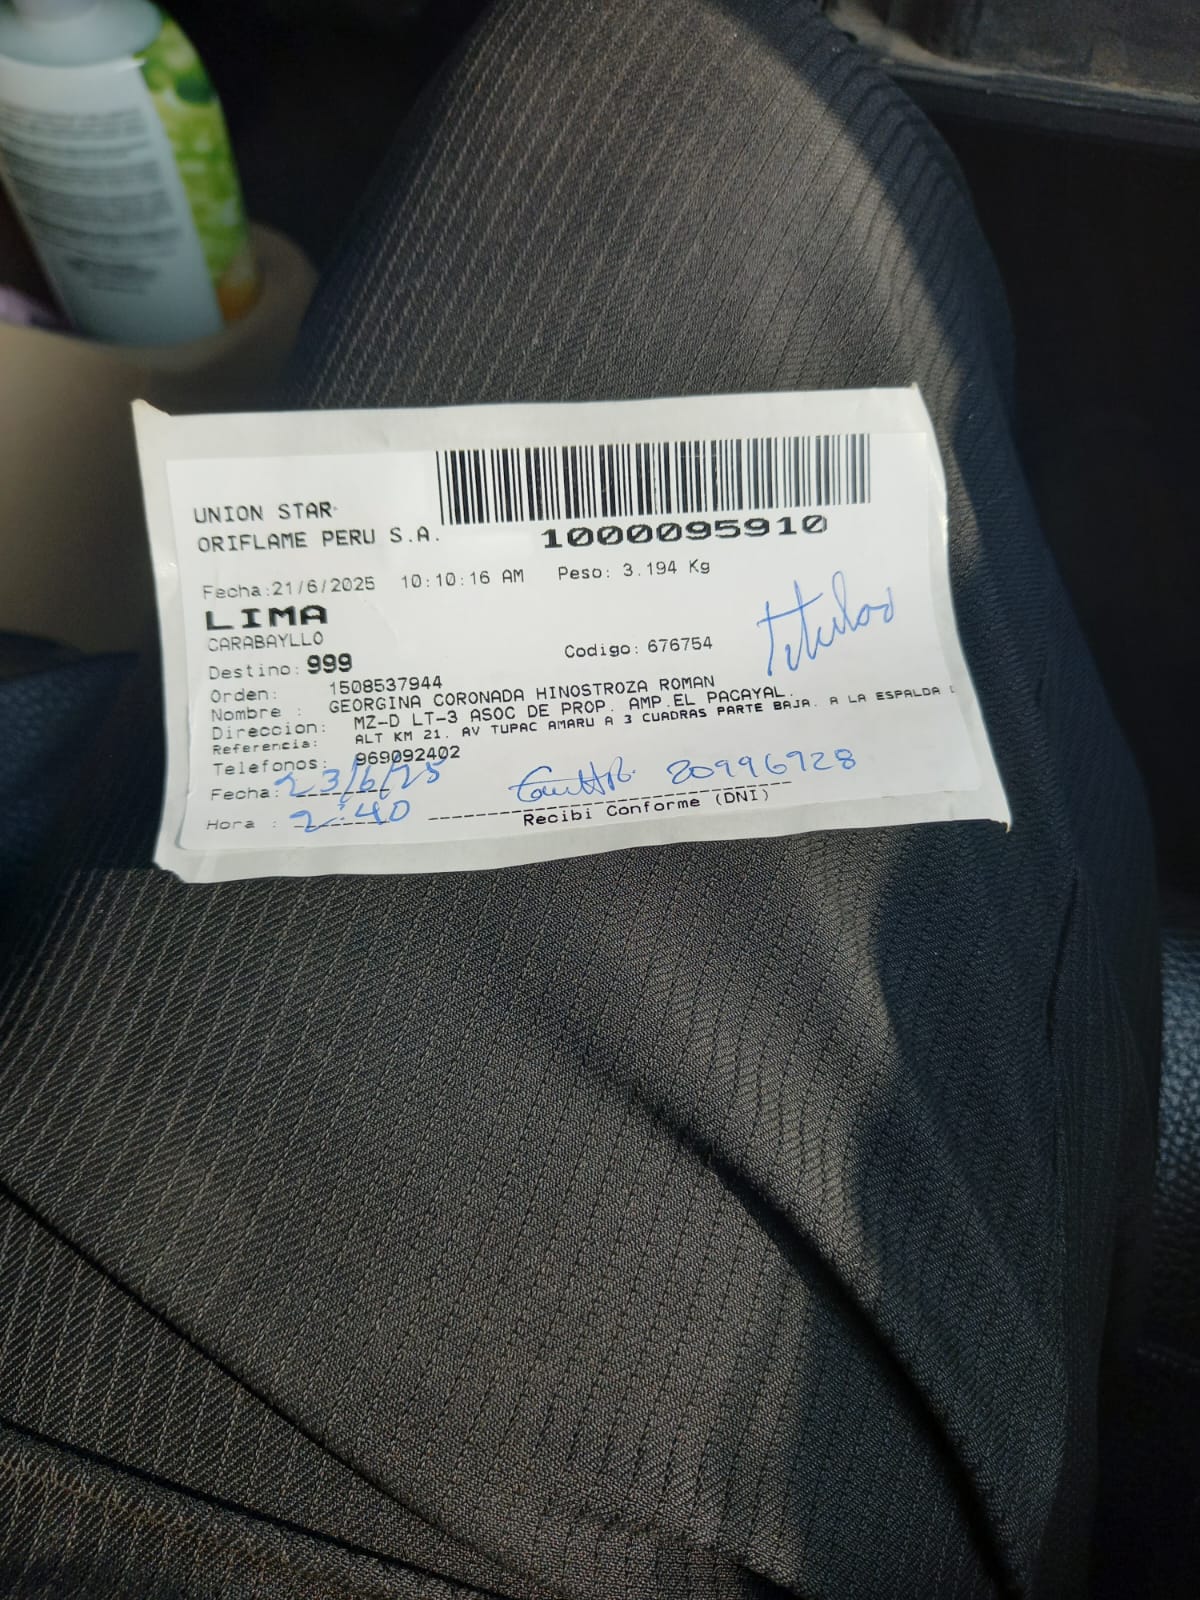 UNION STAR
ORIFLAME PERU S.A.
1000095910
Fecha:21/6/2025 10:10:16 AM Peso: 3.194 Kg
LIMA
CARABAYLLO
titular
Destino: 999 Codigo: 676754
Orden: 1508537944
Nombre : GEORGINA CORONADA HINOSTROZA ROMAN
Direccion: MZ-D LT-3 ASOC DE PROP. AMP.EL PACAYAL.
Referencia: ALT KM 21. AV TUPAC AMARU A 3 CUADRAS PARTE BAJA. A LA ESPALDA
Telefonos: 969092402
Fecha: 23/6/25 20996928
Hora : 2:40
Recibi Conforme (DNI)